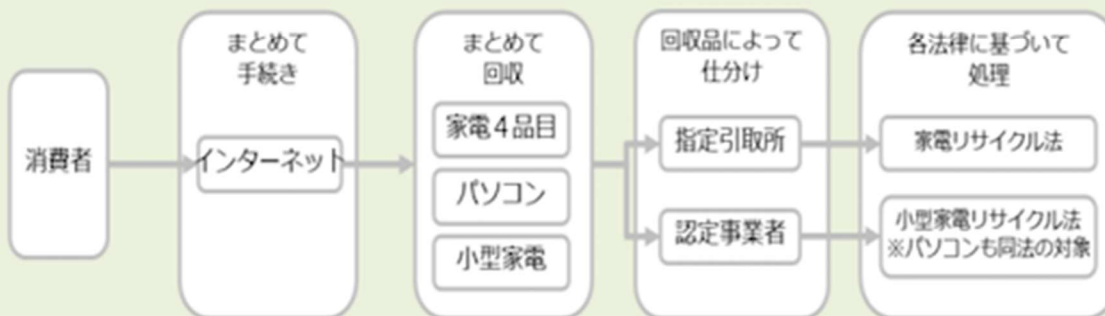 消費者
まとめて
手続き
インターネット
まとめて
回収
家電4品目
パソコン
小型家電
回収品によって
仕分け
指定引取所
認定事業者
各法律に基づいて
処理
家電リサイクル法
小型家電リサイクル法
※パソコンも同法の対象